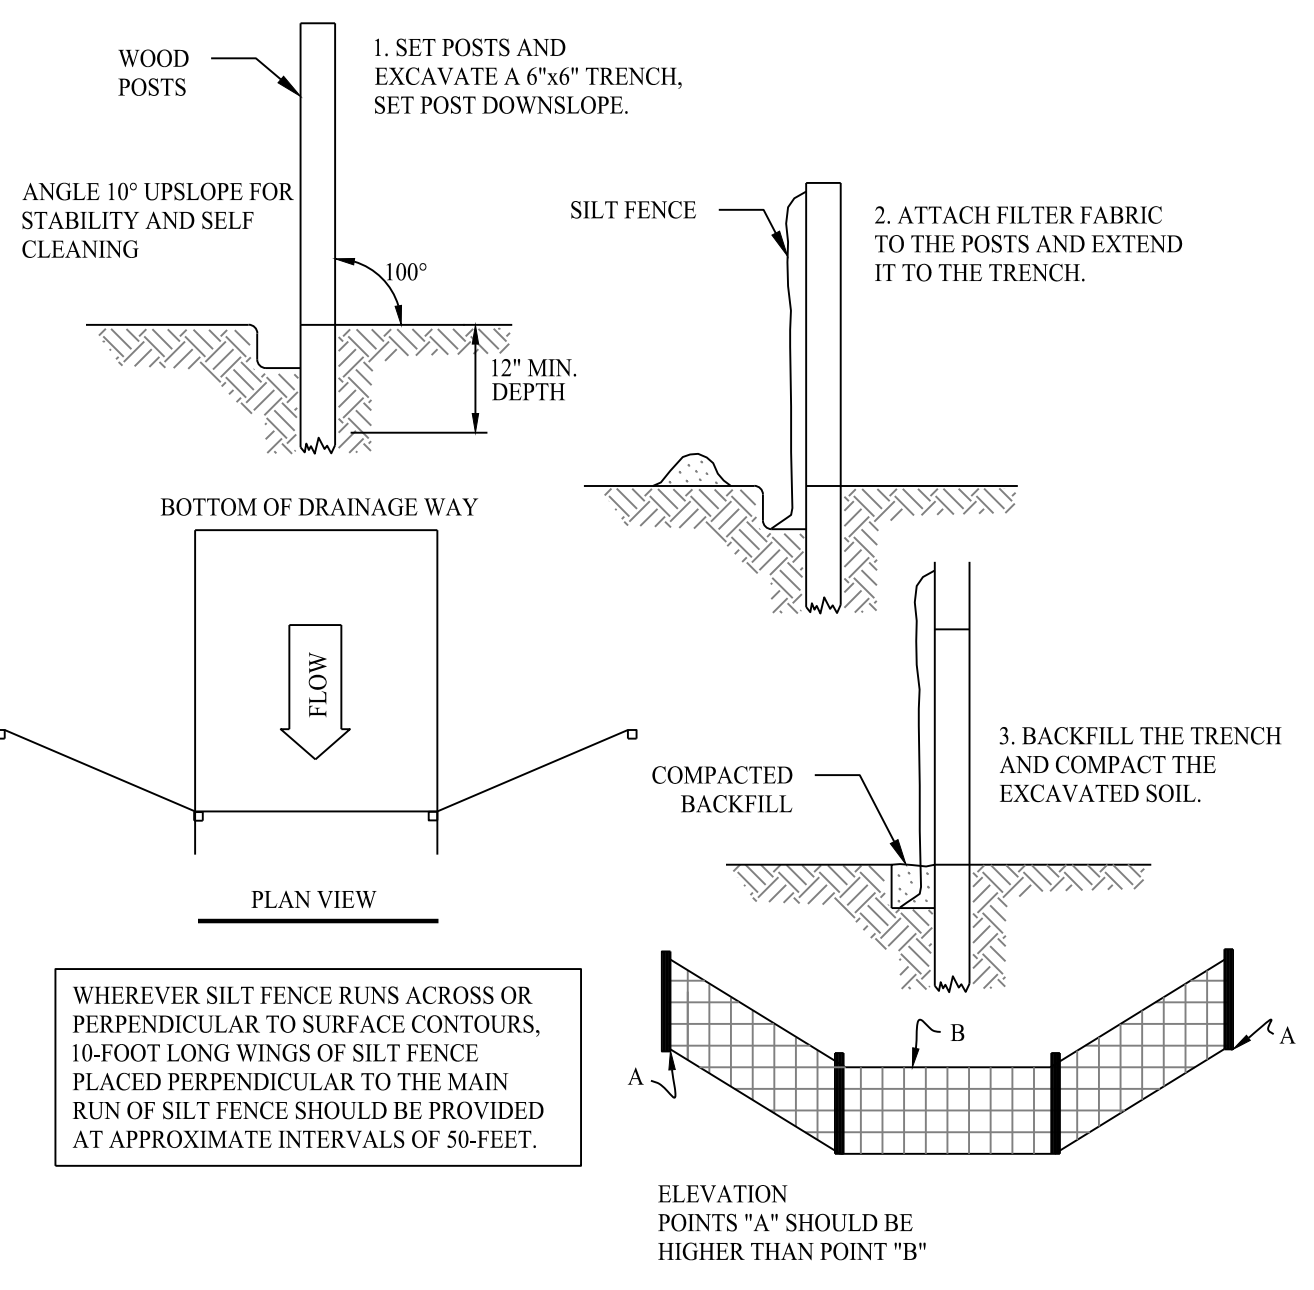 WOOD
POSTS
1. SET POSTS AND
EXCAVATE A 6"x6" TRENCH,
SET POST DOWNSLOPE.
ANGLE 10° UPSLOPE FOR
STABILITY AND SELF
CLEANING
100°
12" MIN.
DEPTH
SILT FENCE
2. ATTACH FILTER FABRIC
TO THE POSTS AND EXTEND
IT TO THE TRENCH.
BOTTOM OF DRAINAGE WAY
FLOW
PLAN VIEW
COMPACTED
BACKFILL
3. BACKFILL THE TRENCH
AND COMPACT THE
EXCAVATED SOIL.
WHEREVER SILT FENCE RUNS ACROSS OR
PERPENDICULAR TO SURFACE CONTOURS,
10-FOOT LONG WINGS OF SILT FENCE
PLACED PERPENDICULAR TO THE MAIN
RUN OF SILT FENCE SHOULD BE PROVIDED
AT APPROXIMATE INTERVALS OF 50-FEET.
A
B
A
ELEVATION
POINTS "A" SHOULD BE
HIGHER THAN POINT "B"